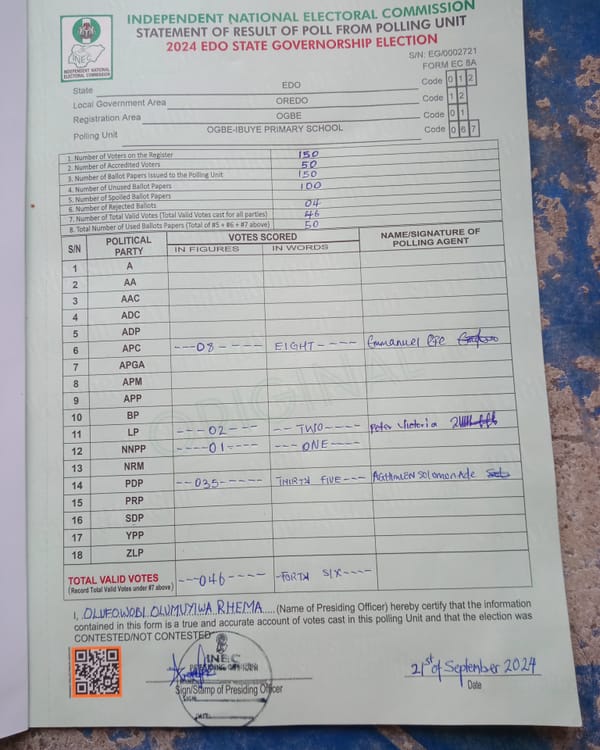 INDEPENDENT NATIONAL ELECTORAL COMMISSION
STATEMENT OF RESULT OF POLL FROM POLLING UNIT
2024 EDO STATE GOVERNORSHIP ELECTION
INEC
INDEPENDENT NATIONAL ELECTORAL COMMISSION
S/N: EG/0002721
FORM EC 8A
State EDO Code 0 1 2
Local Government Area OREDO Code 1 2
Registration Area OGBE Code 0 1
Polling Unit OGBE-IBUYE PRIMARY SCHOOL Code 0 6 7
1. Number of Voters on the Register 150
2. Number of Accredited Voters 50
3. Number of Ballot Papers Issued to the Polling Unit 150
4. Number of Unused Ballot Papers 100
5. Number of Spoiled Ballot Papers
6. Number of Rejected Ballots 04
7. Number of Total Valid Votes (Total Valid Votes cast for all parties) 46
8. Total Number of Used Ballots Papers (Total of #5 + #6 + #7 above) 50
S/N POLITICAL PARTY VOTES SCORED NAME/SIGNATURE OF POLLING AGENT
IN FIGURES IN WORDS
1 A
2 AA
3 AAC
4 ADC
5 ADP
6 APC ---08----- EIGHT---- Emmanuel
7 APGA
8 APM
9 APP
10 BP
11 LP ----02--- --TWO---- Peter Victoria
12 NNPP ----01---- ---ONE----
13 NRM
14 PDP --035----- THIRTY FIVE --- Solomon Ade
15 PRP
16 SDP
17 YPP
18 ZLP
ORIGINAL
TOTAL VALID VOTES ---046---- -FORTY SIX----
(Record Total Valid Votes under #7 above)
I, OLUFOWOBI OLUMUYIWA RHEMA.....(Name of Presiding Officer) hereby certify that the information
contained in this form is a true and accurate account of votes cast in this polling Unit and that the election was
CONTESTED/NOT CONTESTED
INEC
PRESIDING OFFICER
SIGN
DATE
21st of September 2024
Sign/Stamp of Presiding Officer
Date